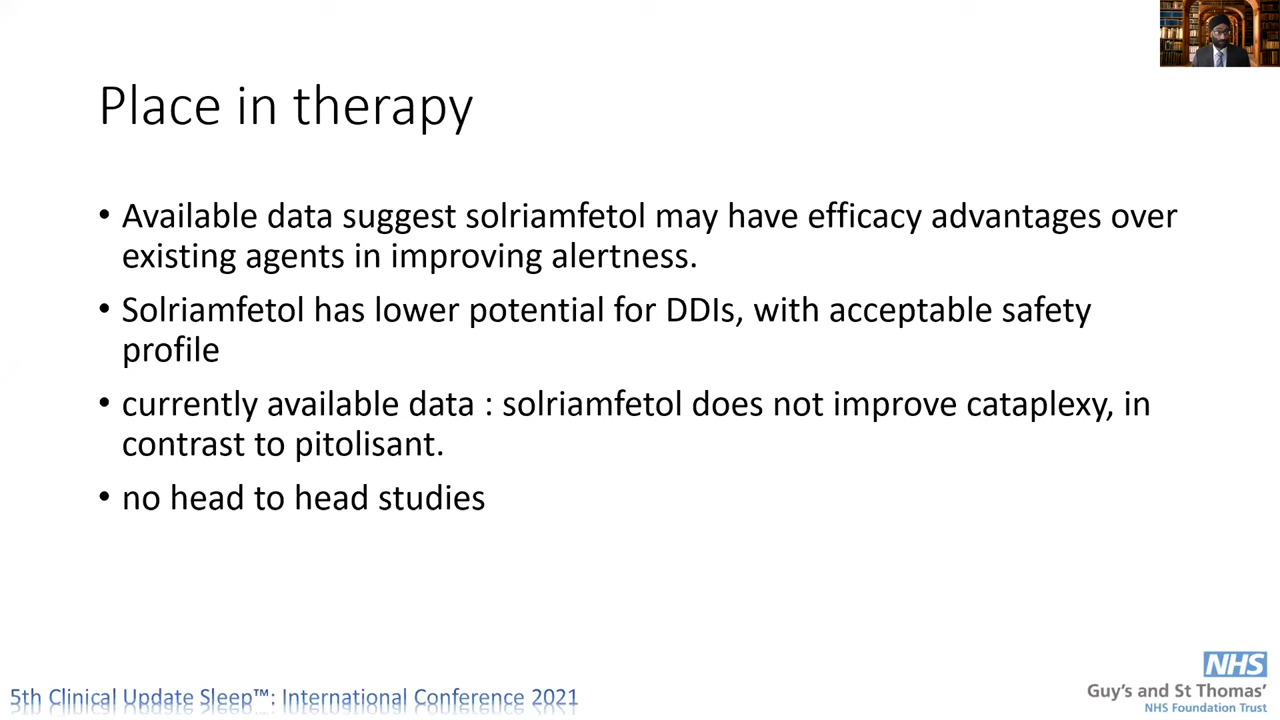 Place in therapy
• Available data suggest solriamfetol may have efficacy advantages over
existing agents in improving alertness.
• Solriamfetol has lower potential for DDIs, with acceptable safety
profile
• currently available data : solriamfetol does not improve cataplexy, in
contrast to pitolisant.
• no head to head studies
NHS
Guy's and St Thomas'
NHS Foundation Trust
5th Clinical Update Sleep™: International Conference 2021